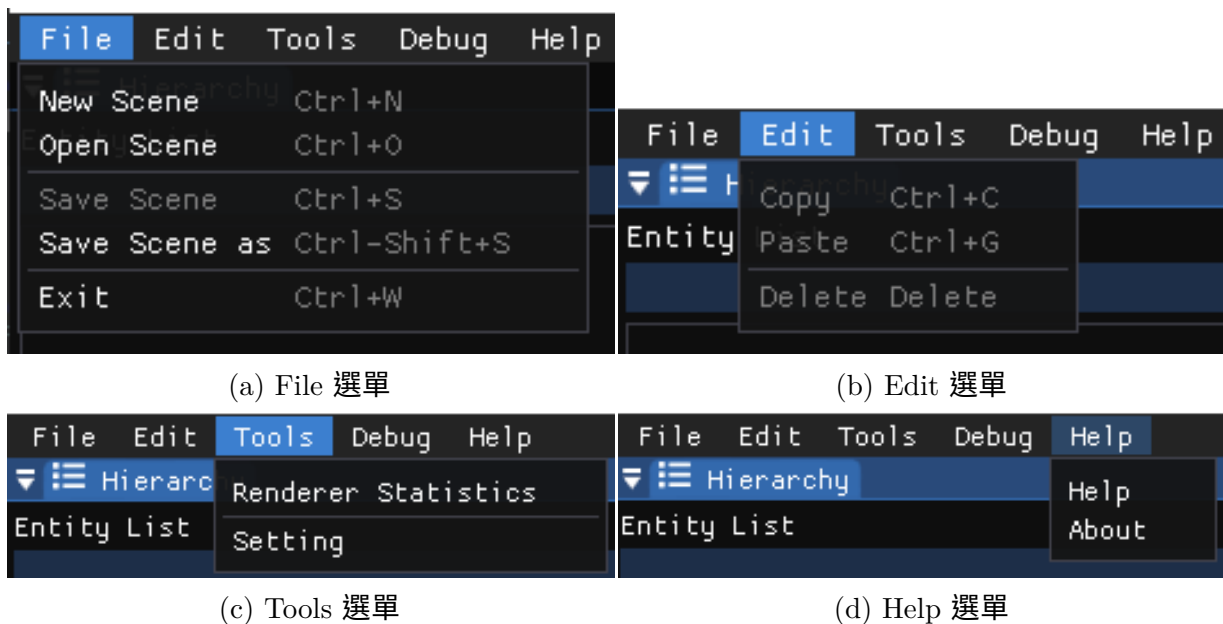 File Edit Tools Debug Help
Hierarchy
New Scene Ctrl+N
Open Scene Ctrl+O
Save Scene Ctrl+S
Save Scene as Ctrl-Shift+S
Exit Ctrl+W
(a) File 選單
File Edit Tools Debug Help
Hierarchy
Copy Ctrl+C
Entity List
Paste Ctrl+G
Delete Delete
(b) Edit 選單
File Edit Tools Debug Help
Hierarc
Renderer Statistics
Entity List
Setting
(c) Tools 選單
File Edit Tools Debug Help
Hierarchy
Help
Entity List
About
(d) Help 選單